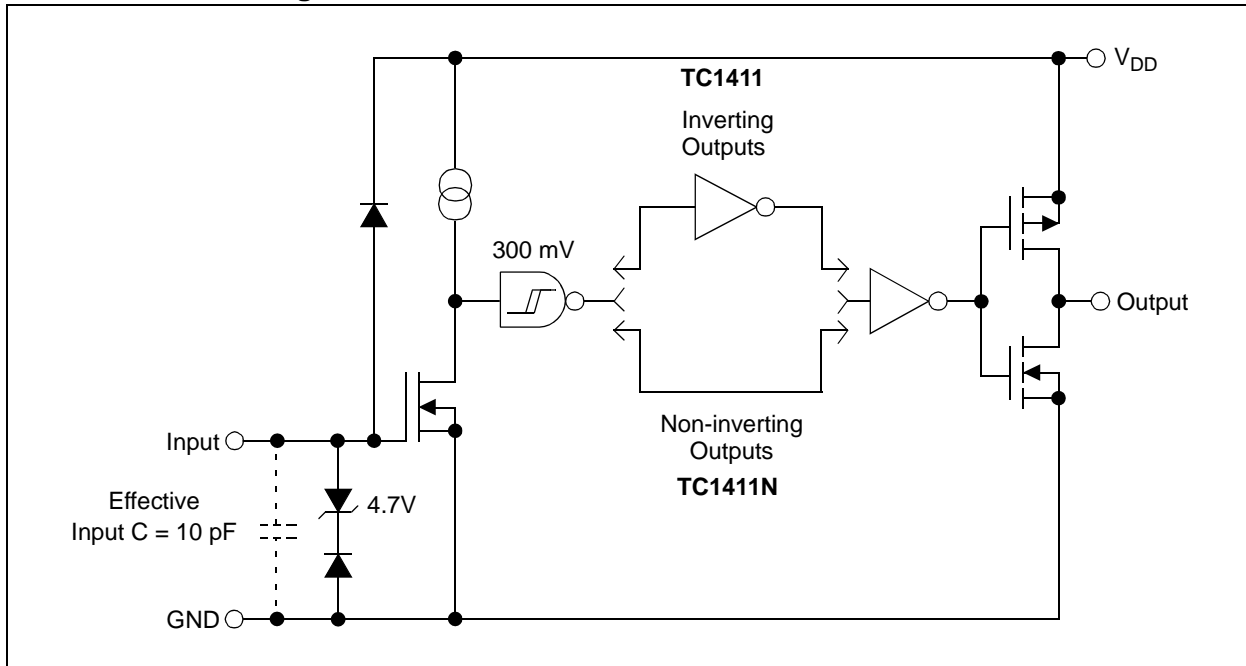 V_DD
TC1411
Inverting
Outputs
300 mV
Output
Input
Non-inverting
Outputs
TC1411N
4.7V
Effective
Input C = 10 pF
GND